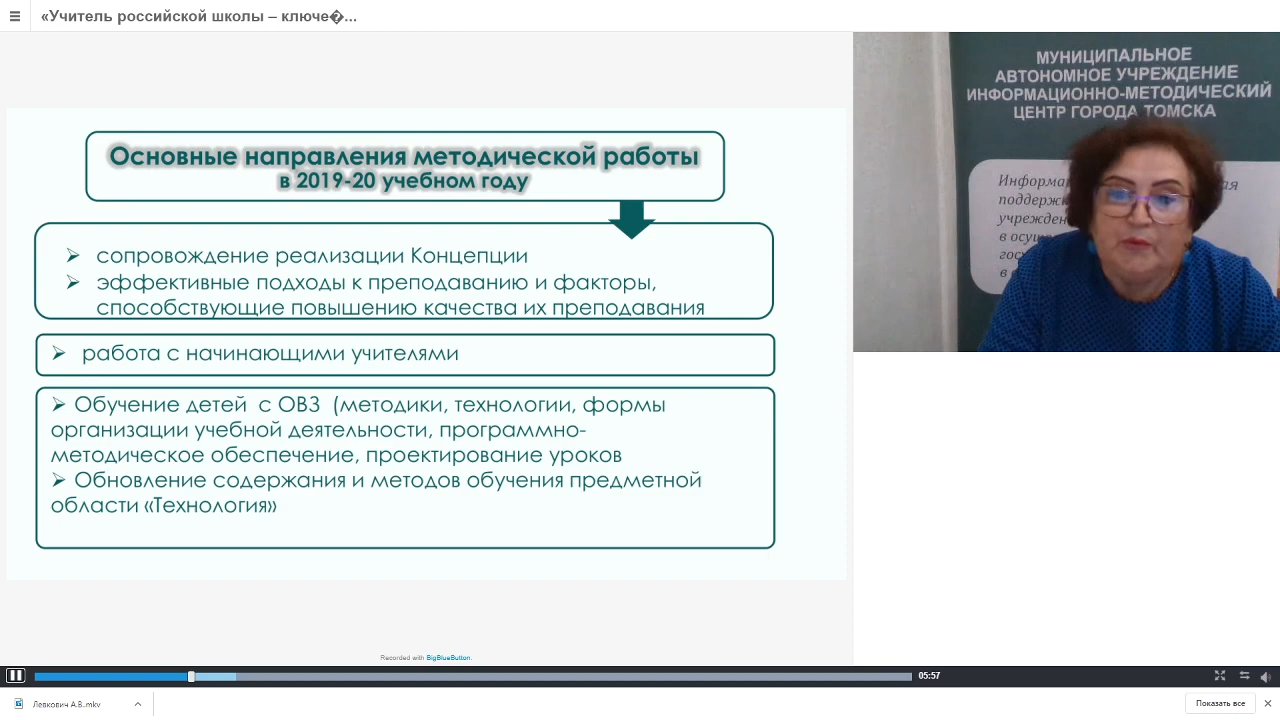 «Учитель российской школы – ключе�...
Основные направления методической работы
в 2019-20 учебном году
➢ сопровождение реализации Концепции
➢ эффективные подходы к преподаванию и факторы,
способствующие повышению качества их преподавания
➢ работа с начинающими учителями
➢ Обучение детей с ОВЗ (методики, технологии, формы
организации учебной деятельности, программно-
методическое обеспечение, проектирование уроков
➢ Обновление содержания и методов обучения предметной
области «Технология»
МУНИЦИПАЛЬНОЕ
АВТОНОМНОЕ УЧРЕЖДЕНИЕ
ИНФОРМАЦИОННО-МЕТОДИЧЕСКИЙ
ЦЕНТР ГОРОДА ТОМСКА
Recorded with BigBlueButton.
05:57
Левкович А.В..mkv
Показать все